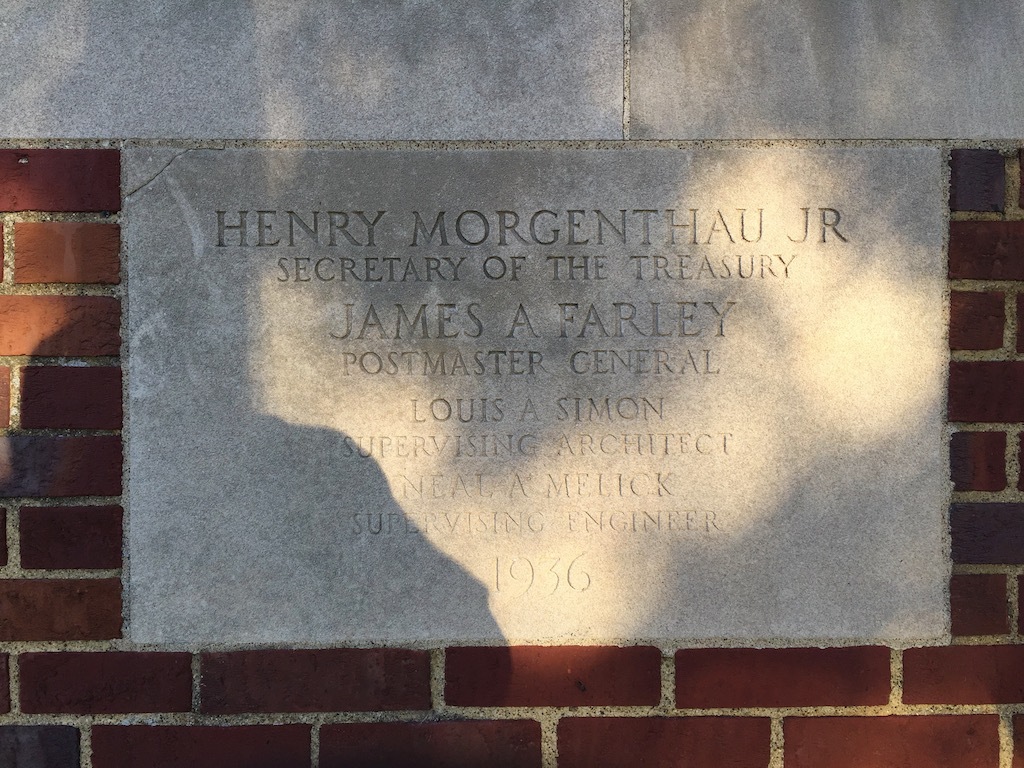 HENRY MORGENTHAU JR
SECRETARY OF THE TREASURY
JAMES A FARLEY
POSTMASTER GENERAL
LOUIS A SIMON
SUPERVISING ARCHITECT
NEAL A MELICK
SUPERVISING ENGINEER
1936